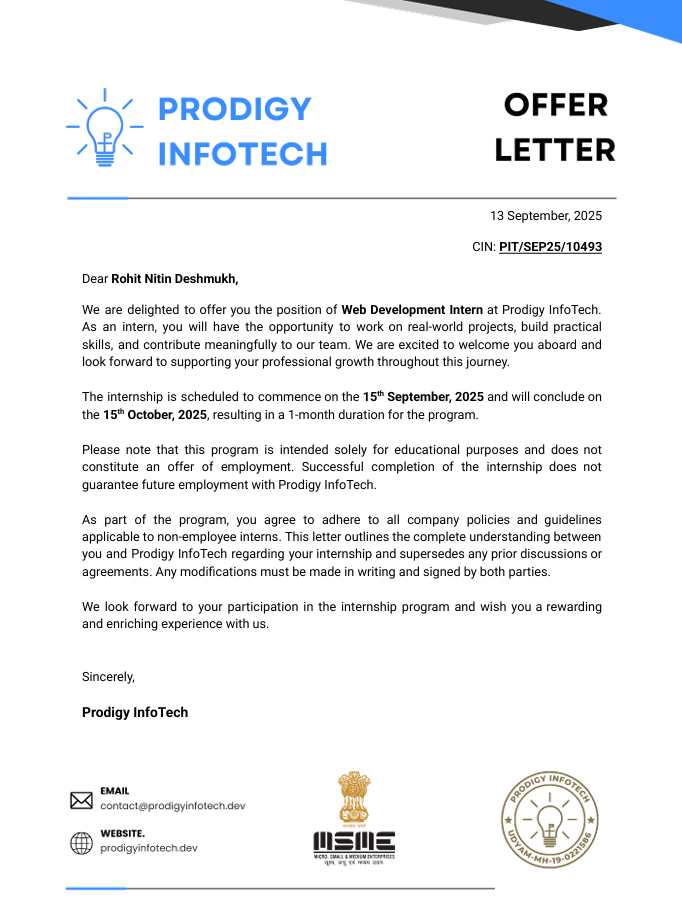 PRODIGY
INFOTECH
OFFER
LETTER
13 September, 2025
CIN: PIT/SEP25/10493
Dear Rohit Nitin Deshmukh,
We are delighted to offer you the position of Web Development Intern at Prodigy InfoTech.
As an intern, you will have the opportunity to work on real-world projects, build practical
skills, and contribute meaningfully to our team. We are excited to welcome you aboard and
look forward to supporting your professional growth throughout this journey.
The internship is scheduled to commence on the 15th September, 2025 and will conclude on
the 15th October, 2025, resulting in a 1-month duration for the program.
Please note that this program is intended solely for educational purposes and does not
constitute an offer of employment. Successful completion of the internship does not
guarantee future employment with Prodigy InfoTech.
As part of the program, you agree to adhere to all company policies and guidelines
applicable to non-employee interns. This letter outlines the complete understanding between
you and Prodigy InfoTech regarding your internship and supersedes any prior discussions or
agreements. Any modifications must be made in writing and signed by both parties.
We look forward to your participation in the internship program and wish you a rewarding
and enriching experience with us.
Sincerely,
Prodigy InfoTech
EMAIL
contact@prodigyinfotech.dev
WEBSITE.
prodigyinfotech.dev
सत्यमेव जयते
MSME
MICRO, SMALL & MEDIUM ENTERPRISES
सूक्ष्म, लघु एवं मध्यम उद्यम
PRODIGY INFOTECH
UDYAM-MH-19-0221586